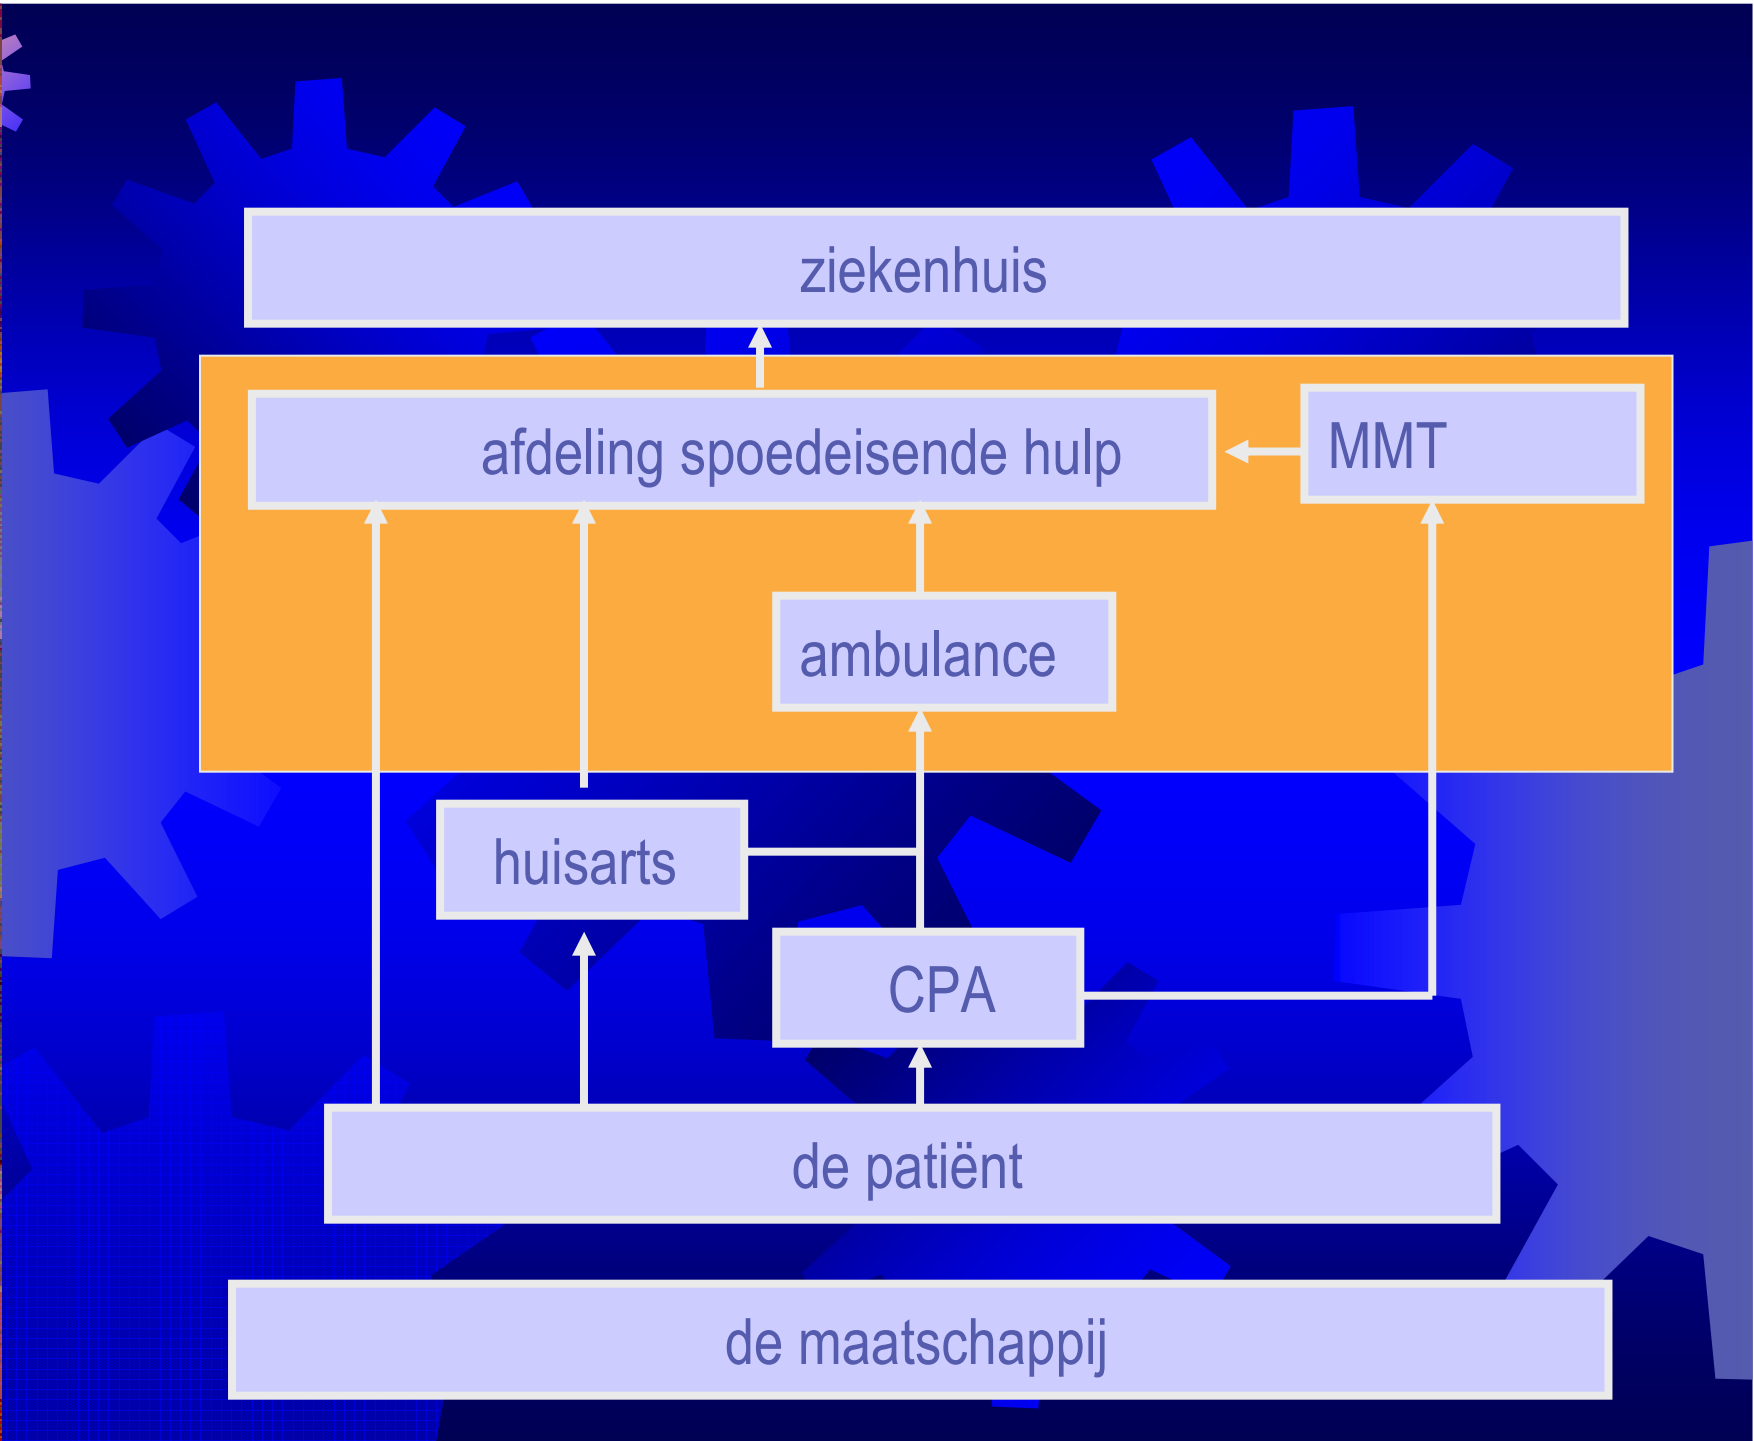 ziekenhuis
afdeling spoedeisende hulp
MMT
ambulance
huisarts
CPA
de patiënt
de maatschappij